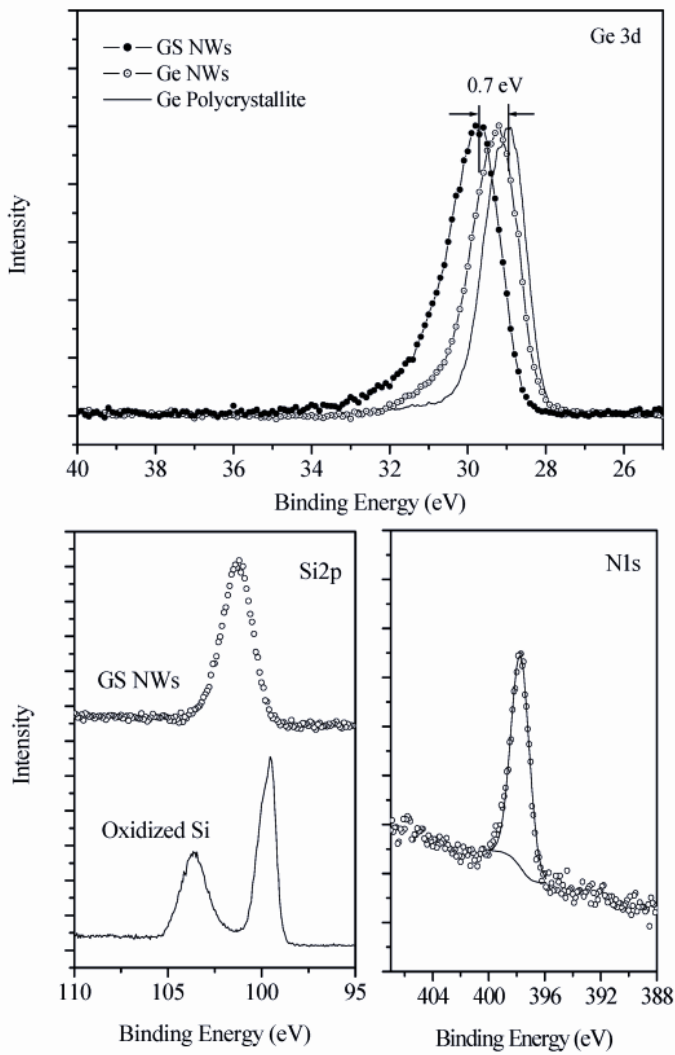 Ge 3d
GS NWs
Ge NWs
Ge Polycrystallite
0.7 eV
Intensity
40 38 36 34 32 30 28 26
Binding Energy (eV)
Si2p
GS NWs
Oxidized Si
Intensity
110 105 100 95
Binding Energy (eV)
N1s
404 400 396 392 388
Binding Energy (eV)